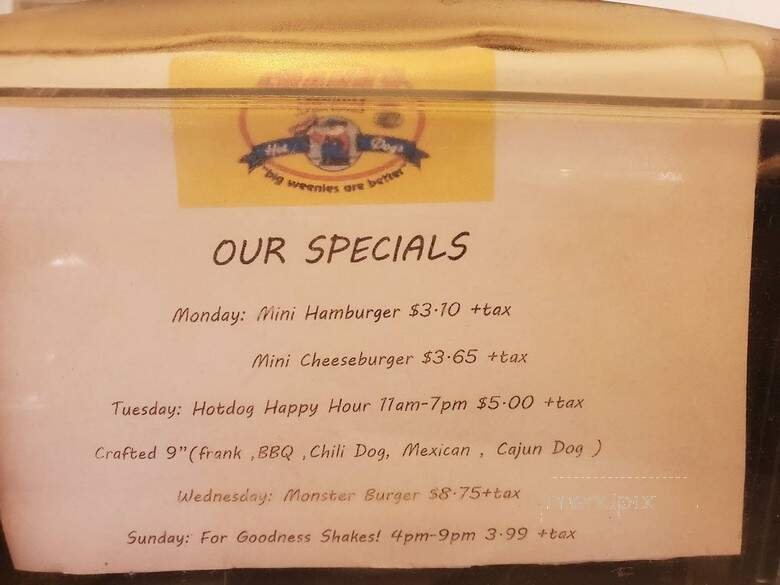 Hot Dogs
"big weenies are better"
OUR SPECIALS
Monday: Mini Hamburger $3.10 +tax
Mini Cheeseburger $3.65 +tax
Tuesday: Hotdog Happy Hour 11am-7pm $5.00 +tax
Crafted 9"(frank ,BBQ ,Chili Dog, Mexican , Cajun Dog )
Wednesday: Monster Burger $8.75+tax
Sunday: For Goodness Shakes! 4pm-9pm 3.99 +tax